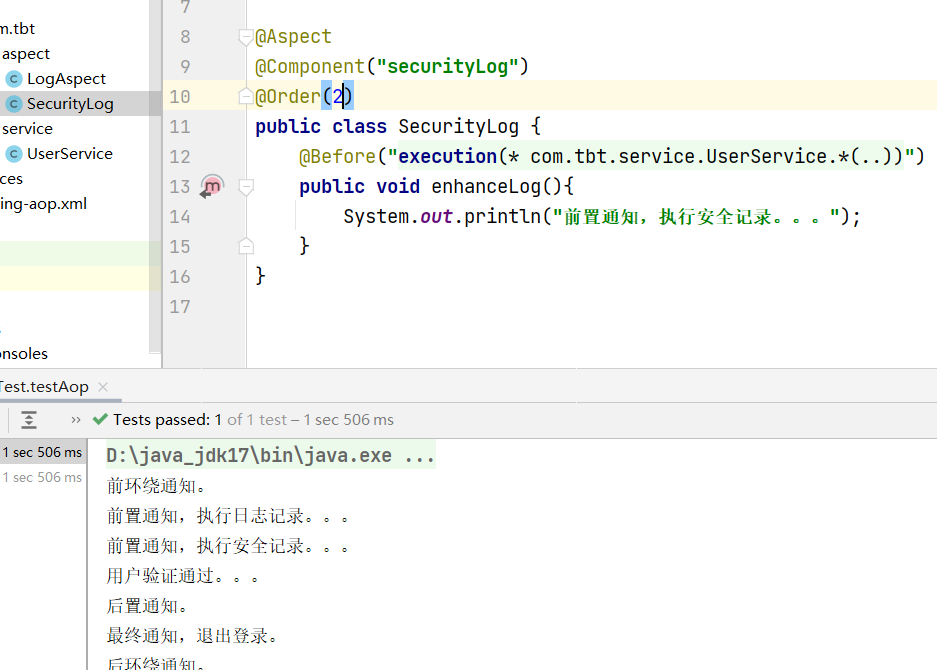 m.tbt
aspect
LogAspect
SecurityLog
service
UserService
ces
ing-aop.xml
onsoles
7
8 @Aspect
9 @Component("securityLog")
10 @Order(2)
11 public class SecurityLog {
12 @Before("execution(* com.tbt.service.UserService.*(..))")
13 public void enhanceLog(){
14 System.out.println("前置通知，执行安全记录。。。");
15 }
16 }
17
Test.testAop
Tests passed: 1 of 1 test – 1 sec 506 ms
1 sec 506 ms
1 sec 506 ms
D:\java_jdk17\bin\java.exe ...
前环绕通知。
前置通知，执行日志记录。。。
前置通知，执行安全记录。。。
用户验证通过。。。
后置通知。
最终通知，退出登录。
后环绕通知。